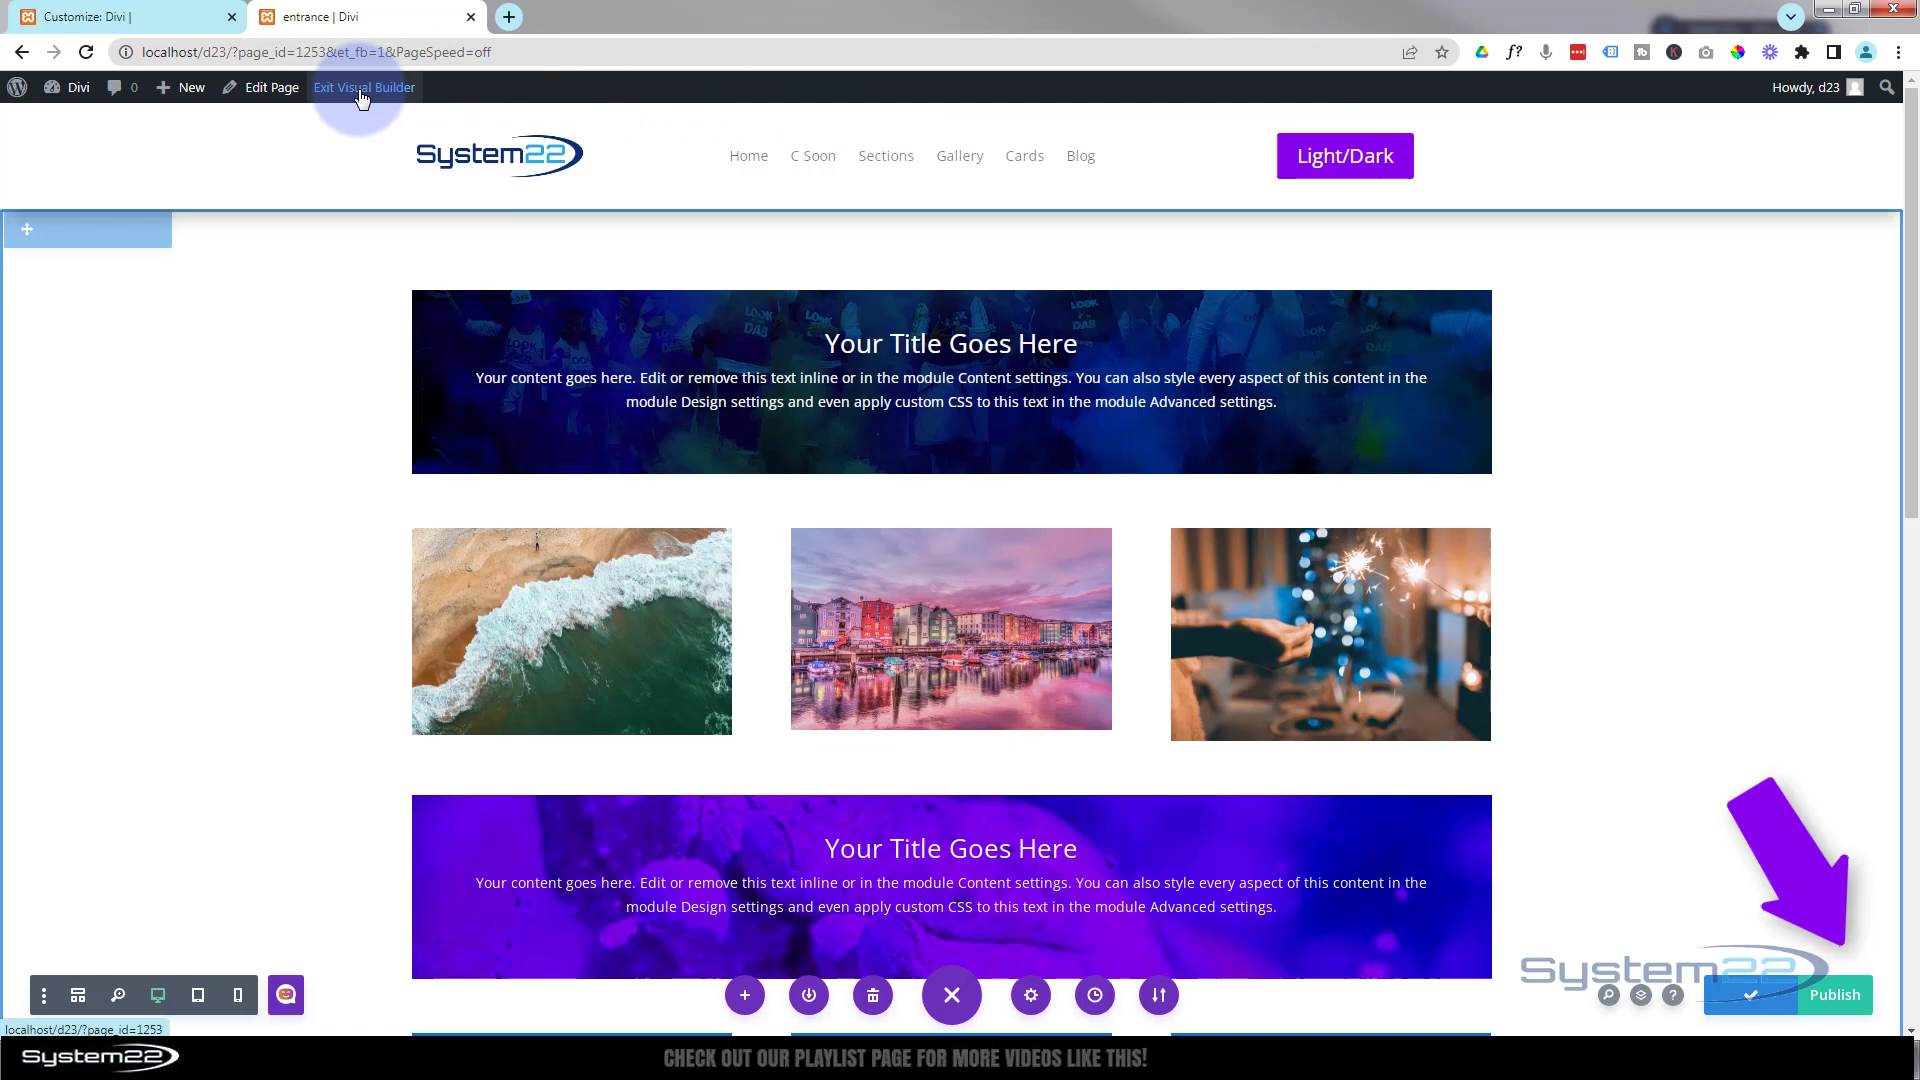 Customize: Divi |
entrance | Divi
localhost/d23/?page_id=1253&et_fb=1&PageSpeed=off
Divi
0
New
Edit Page
Exit Visual Builder
Howdy, d23
System22
Home
C Soon
Sections
Gallery
Cards
Blog
Light/Dark
LOOK
DAB
Your Title Goes Here
Your content goes here. Edit or remove this text inline or in the module Content settings. You can also style every aspect of this content in the
module Design settings and even apply custom CSS to this text in the module Advanced settings.
Your Title Goes Here
Your content goes here. Edit or remove this text inline or in the module Content settings. You can also style every aspect of this content in the
module Design settings and even apply custom CSS to this text in the module Advanced settings.
System22
Publish
localhost/d23/?page_id=1253
System22
CHECK OUT OUR PLAYLIST PAGE FOR MORE VIDEOS LIKE THIS!